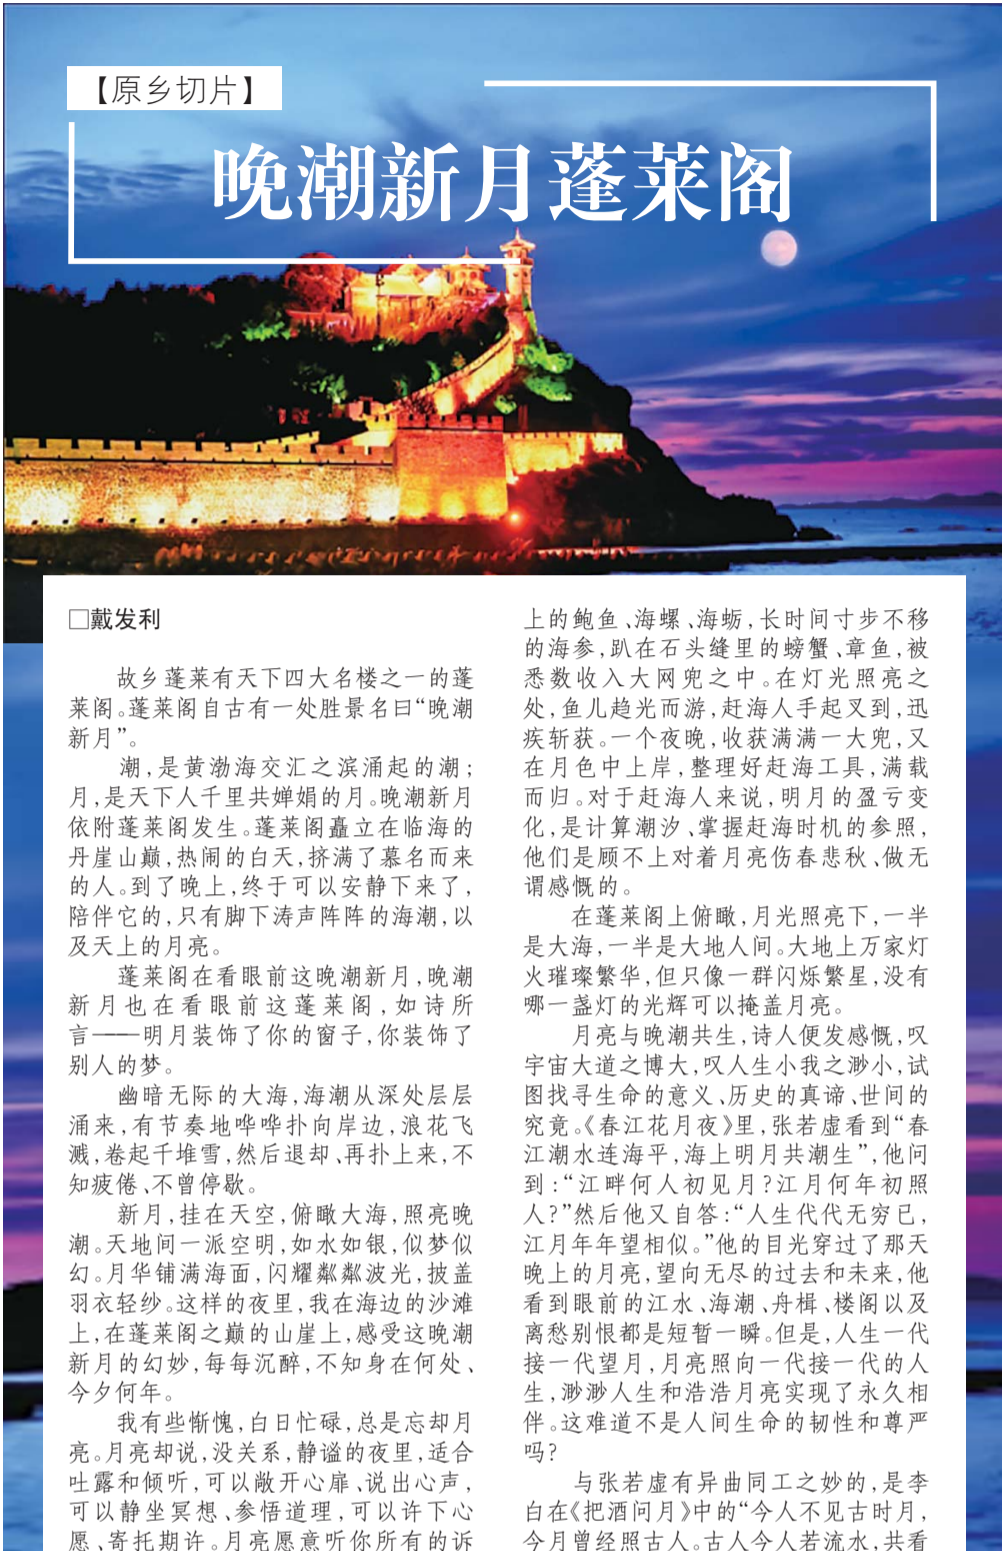 【原乡切片】
晚潮新月蓬莱阁
□戴发利
故乡蓬莱有天下四大名楼之一的蓬
莱阁。蓬莱阁自古有一处胜景名曰“晚潮
新月”。
潮,是黄渤海交汇之滨涌起的潮;
月,是天下人千里共婵娟的月。晚潮新月
依附蓬莱阁发生。蓬莱阁矗立在临海的
丹崖山巅,热闹的白天,挤满了慕名而来
的人。到了晚上,终于可以安静下来了,
陪伴它的,只有脚下涛声阵阵的海潮,以
及天上的月亮。
蓬莱阁在看眼前这晚潮新月,晚潮
新月也在看眼前这蓬莱阁,如诗所
言——明月装饰了你的窗子,你装饰了
别人的梦。
幽暗无际的大海,海潮从深处层层
涌来,有节奏地哗哗扑向岸边,浪花飞
溅,卷起千堆雪,然后退却、再扑上来,不
知疲倦、不曾停歇。
新月,挂在天空,俯瞰大海,照亮晚
潮。天地间一派空明,如水如银,似梦似
幻。月华铺满海面,闪耀粼粼波光,披盖
羽衣轻纱。这样的夜里,我在海边的沙滩
上,在蓬莱阁之巅的山崖上,感受这晚潮
新月的幻妙,每每沉醉,不知身在何处、
今夕何年。
我有些惭愧,白日忙碌,总是忘却月
亮。月亮却说,没关系,静谧的夜里,适合
吐露和倾听,可以敞开心扉、说出心声,
可以静坐冥想、参悟道理,可以许下心
愿、寄托期许。月亮愿意听你所有的诉
上的鲍鱼、海螺、海蛎,长时间寸步不移
的海参,趴在石头缝里的螃蟹、章鱼,被
悉数收入大网兜之中。在灯光照亮之
处,鱼儿趋光而游,赶海人手起叉到,迅
疾斩获。一个夜晚,收获满满一大兜,又
在月色中上岸,整理好赶海工具,满载
而归。对于赶海人来说,明月的盈亏变
化,是计算潮汐、掌握赶海时机的参照,
他们是顾不上对着月亮伤春悲秋、做无
谓感慨的。
在蓬莱阁上俯瞰,月光照亮下,一半
是大海,一半是大地人间。大地上万家灯
火璀璨繁华,但只像一群闪烁繁星,没有
哪一盏灯的光辉可以掩盖月亮。
月亮与晚潮共生,诗人便发感慨,叹
宇宙大道之博大,叹人生小我之渺小,试
图找寻生命的意义、历史的真谛、世间的
究竟。《春江花月夜》里,张若虚看到“春
江潮水连海平,海上明月共潮生”,他问
到:“江畔何人初见月?江月何年初照
人?”然后他又自答:“人生代代无穷已,
江月年年望相似。”他的目光穿过了那天
晚上的月亮,望向无尽的过去和未来,他
看到眼前的江水、海潮、舟楫、楼阁以及
离愁别恨都是短暂一瞬。但是,人生一代
接一代望月,月亮照向一代接一代的人
生,渺渺人生和浩浩月亮实现了永久相
伴。这难道不是人间生命的韧性和尊严
吗?
与张若虚有异曲同工之妙的,是李
白在《把酒问月》中的“今人不见古时月,
今月曾经照古人。古人今人若流水,共看